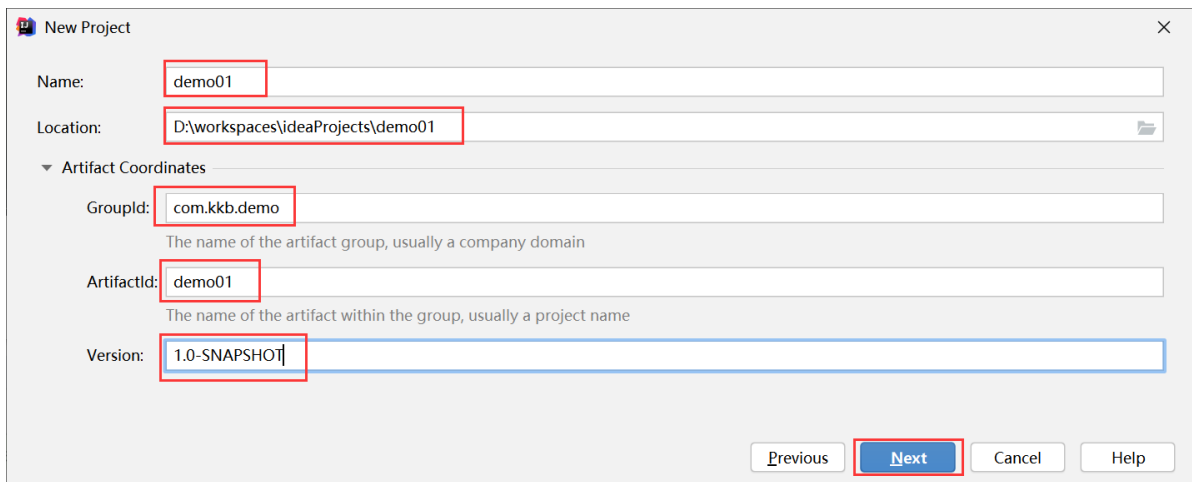 New Project
Name: demo01
Location: D:\workspaces\ideaProjects\demo01
Artifact Coordinates
GroupId: com.kkb.demo
The name of the artifact group, usually a company domain
ArtifactId: demo01
The name of the artifact within the group, usually a project name
Version: 1.0-SNAPSHOT
Previous Next Cancel Help